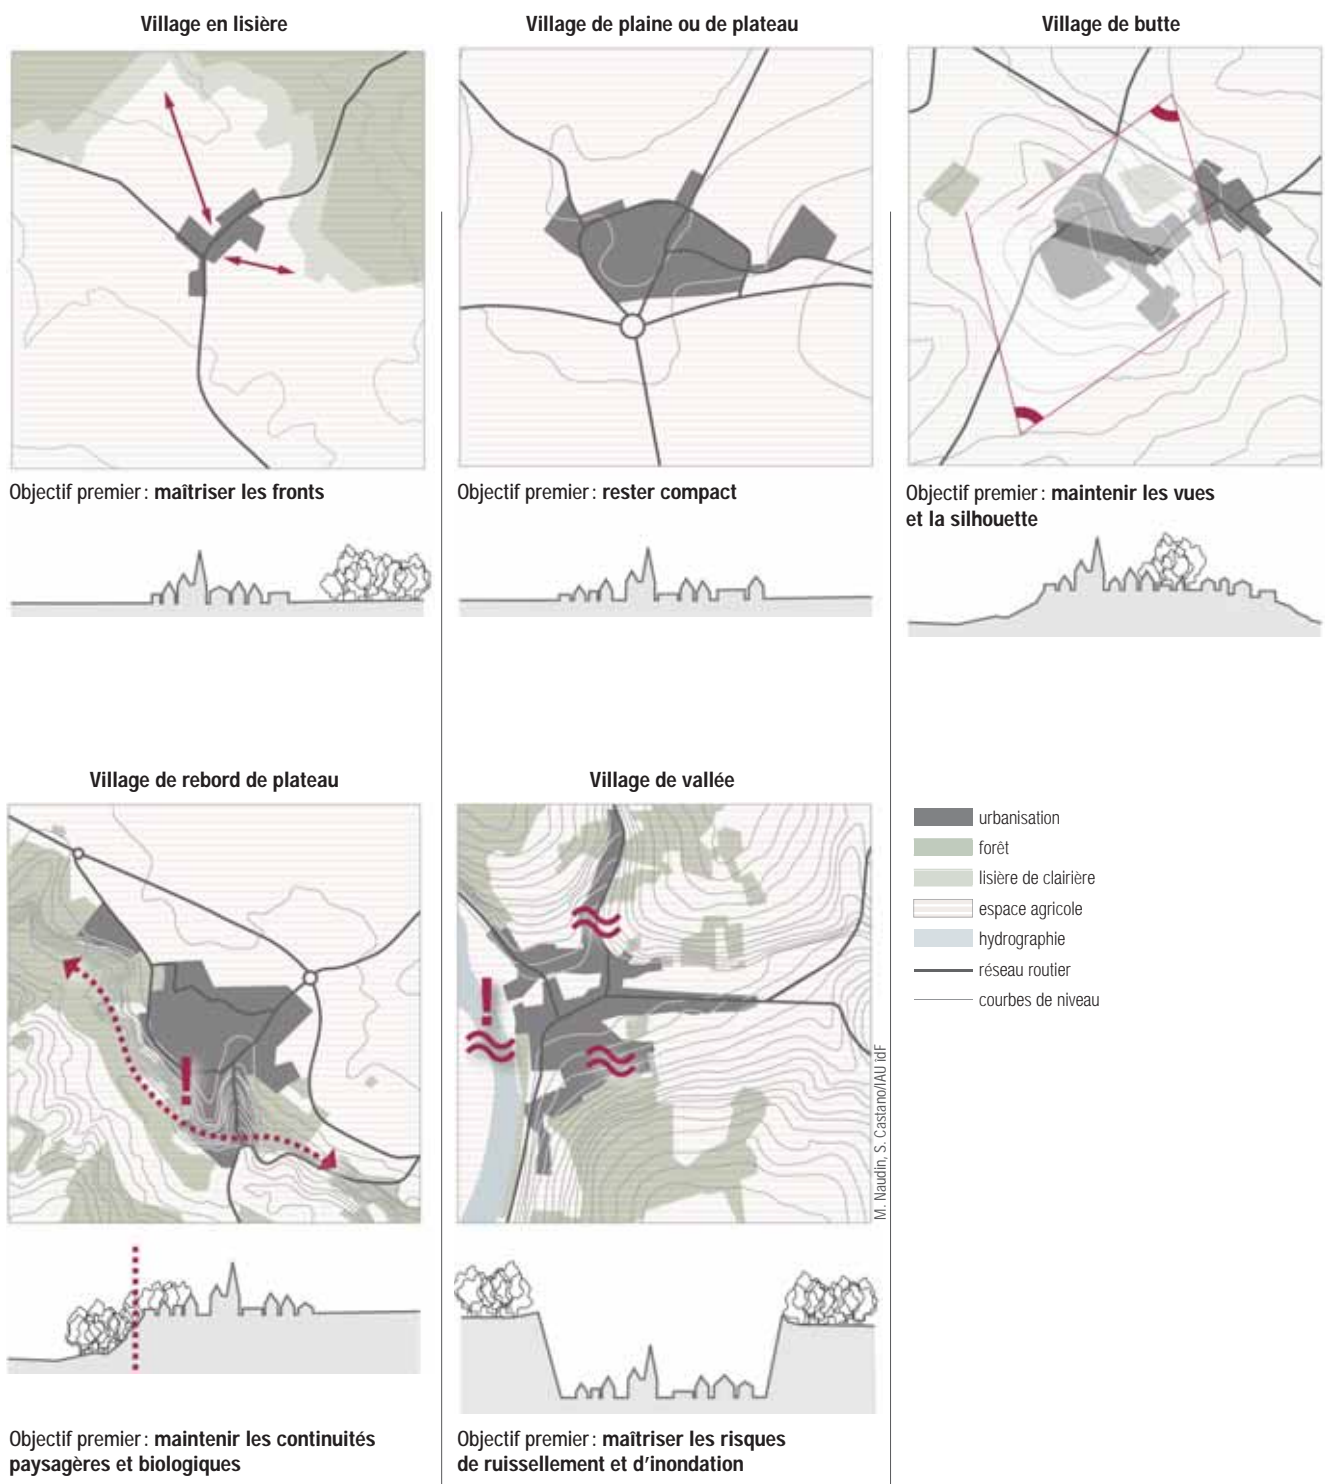 Village en lisière
Village de plaine ou de plateau
Village de butte
Objectif premier : maîtriser les fronts
Objectif premier : rester compact
Objectif premier : maintenir les vues
et la silhouette
Village de rebord de plateau
Village de vallée
urbanisation
forêt
lisière de clairière
espace agricole
hydrographie
réseau routier
courbes de niveau
!
!
M. Naudin, S. Castano/IAU îdF
Objectif premier : maintenir les continuités
paysagères et biologiques
Objectif premier : maîtriser les risques
de ruissellement et d'inondation